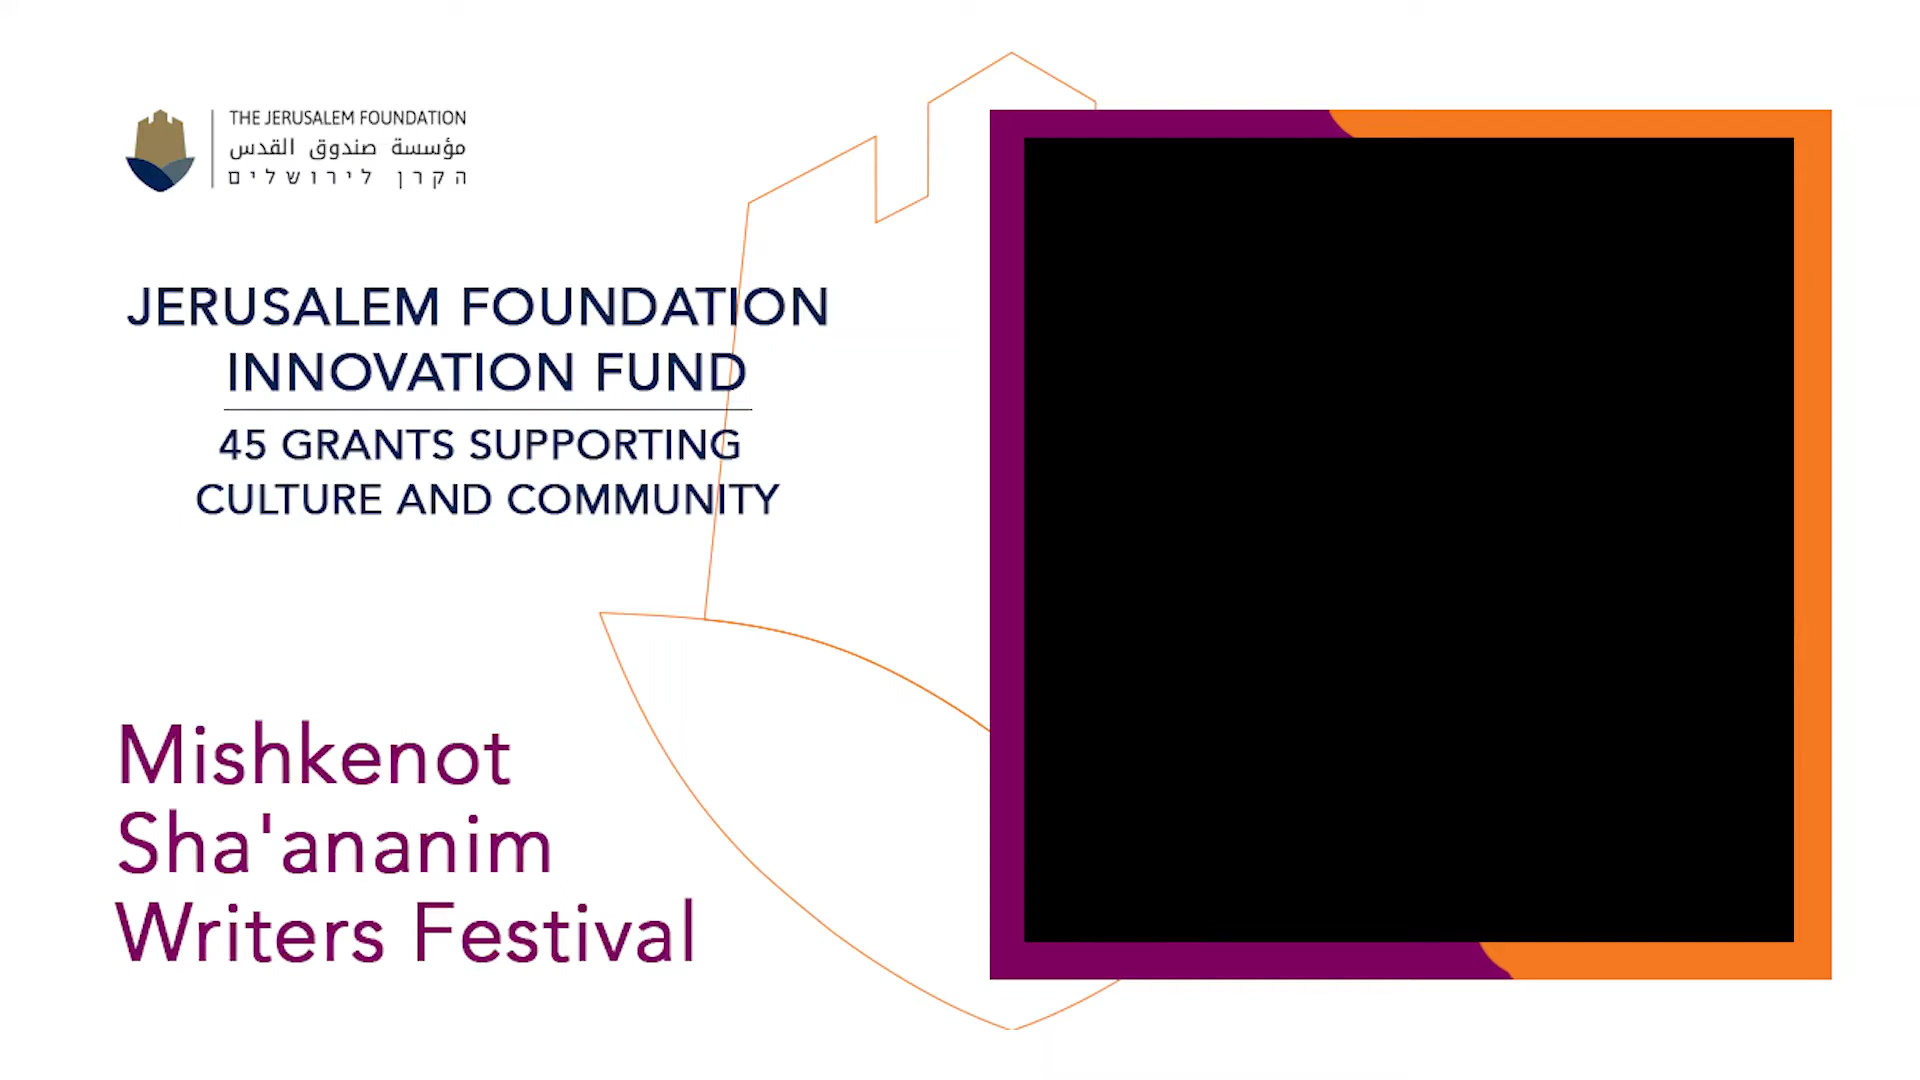 THE JERUSALEM FOUNDATION
مؤسسة صندوق القدس
הקרן לירושלים
JERUSALEM FOUNDATION
INNOVATION FUND
45 GRANTS SUPPORTING
CULTURE AND COMMUNITY
Mishkenot
Sha'ananim
Writers Festival